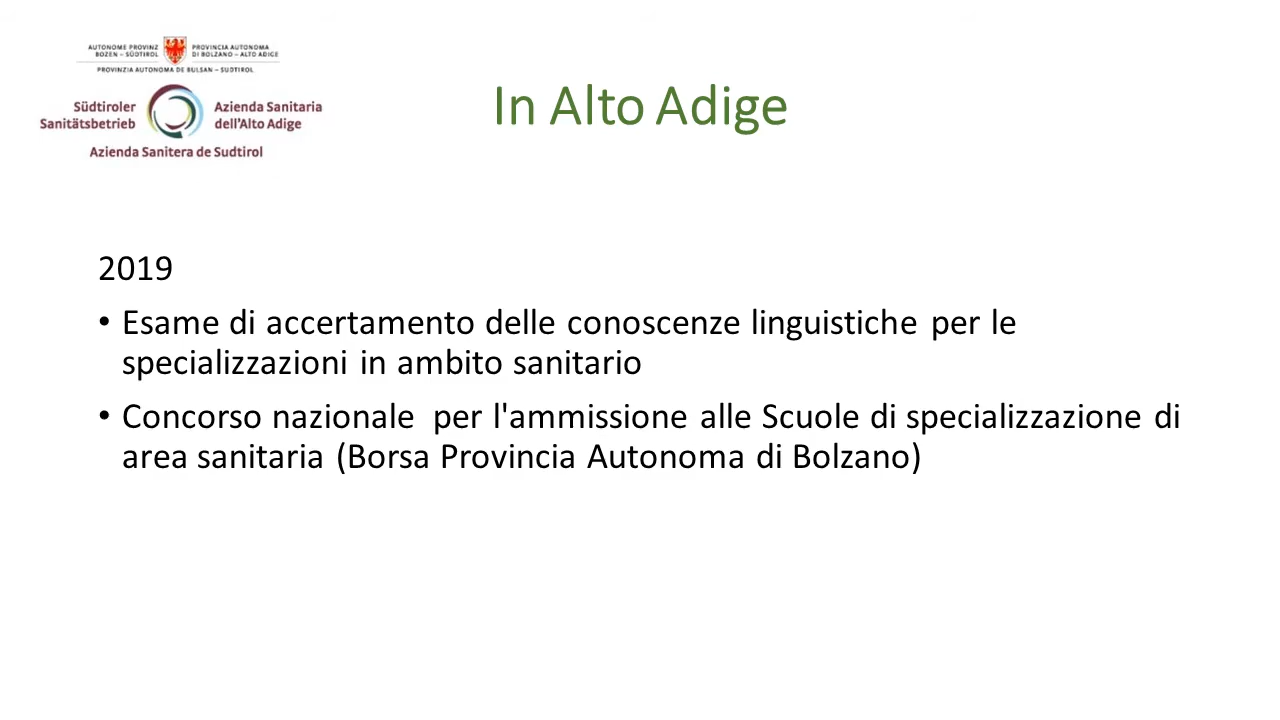 AUTONOME PROVINZ
BOZEN – SÜDTIROL
PROVINCIA AUTONOMA
DI BOLZANO – ALTO ADIGE
PROVINZIA AUTONOMA DE BULSAN – SUDTIROL
Südtiroler
Sanitätsbetrieb
Azienda Sanitaria
dell'Alto Adige
Azienda Sanitera de Sudtirol
In Alto Adige
2019
• Esame di accertamento delle conoscenze linguistiche per le
specializzazioni in ambito sanitario
• Concorso nazionale  per l'ammissione alle Scuole di specializzazione di
area sanitaria (Borsa Provincia Autonoma di Bolzano)